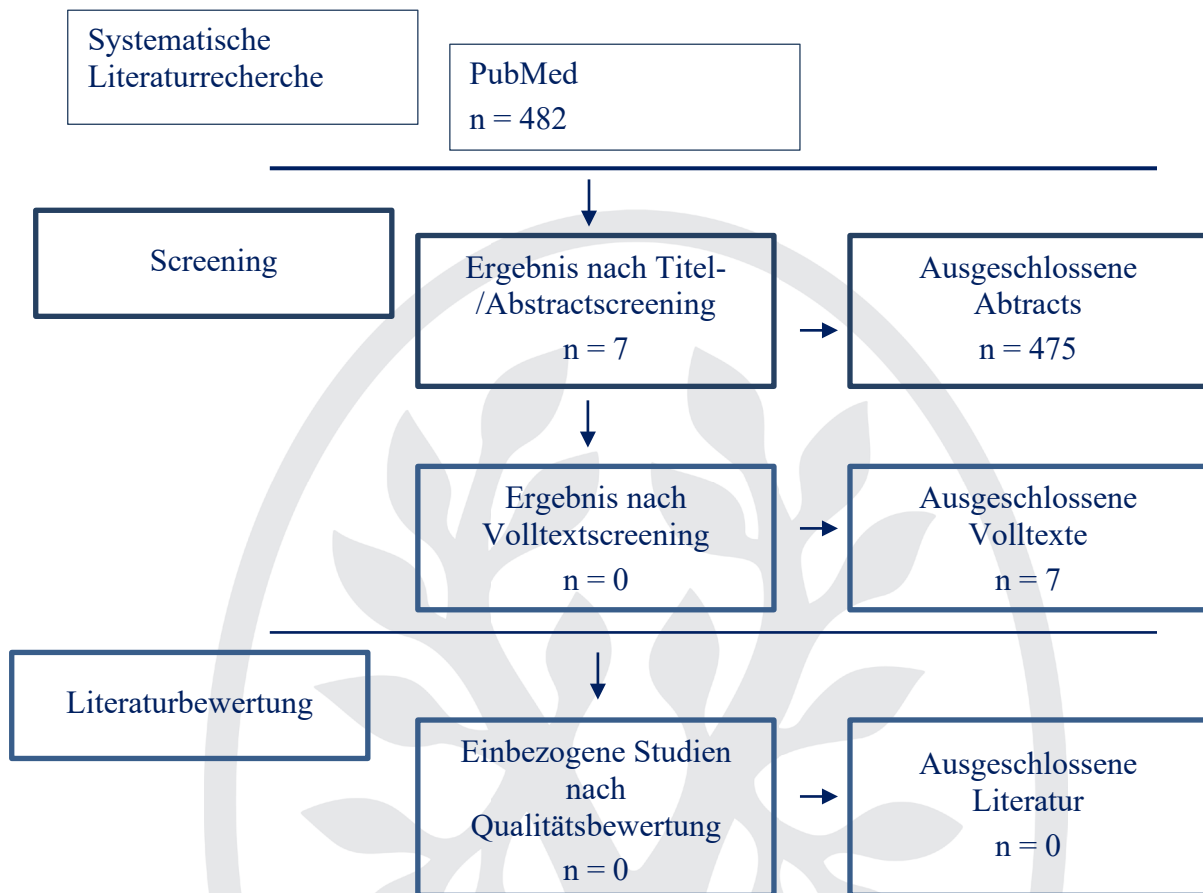 Systematische
Literaturrecherche
PubMed
n = 482
Screening
Ergebnis nach Titel-
/Abstractscreening
n = 7
Ausgeschlossene
Abtracts
n = 475
Ergebnis nach
Volltextscreening
n = 0
Ausgeschlossene
Volltexte
n = 7
Literaturbewertung
Einbezogene Studien
nach
Qualitätsbewertung
n = 0
Ausgeschlossene
Literatur
n = 0